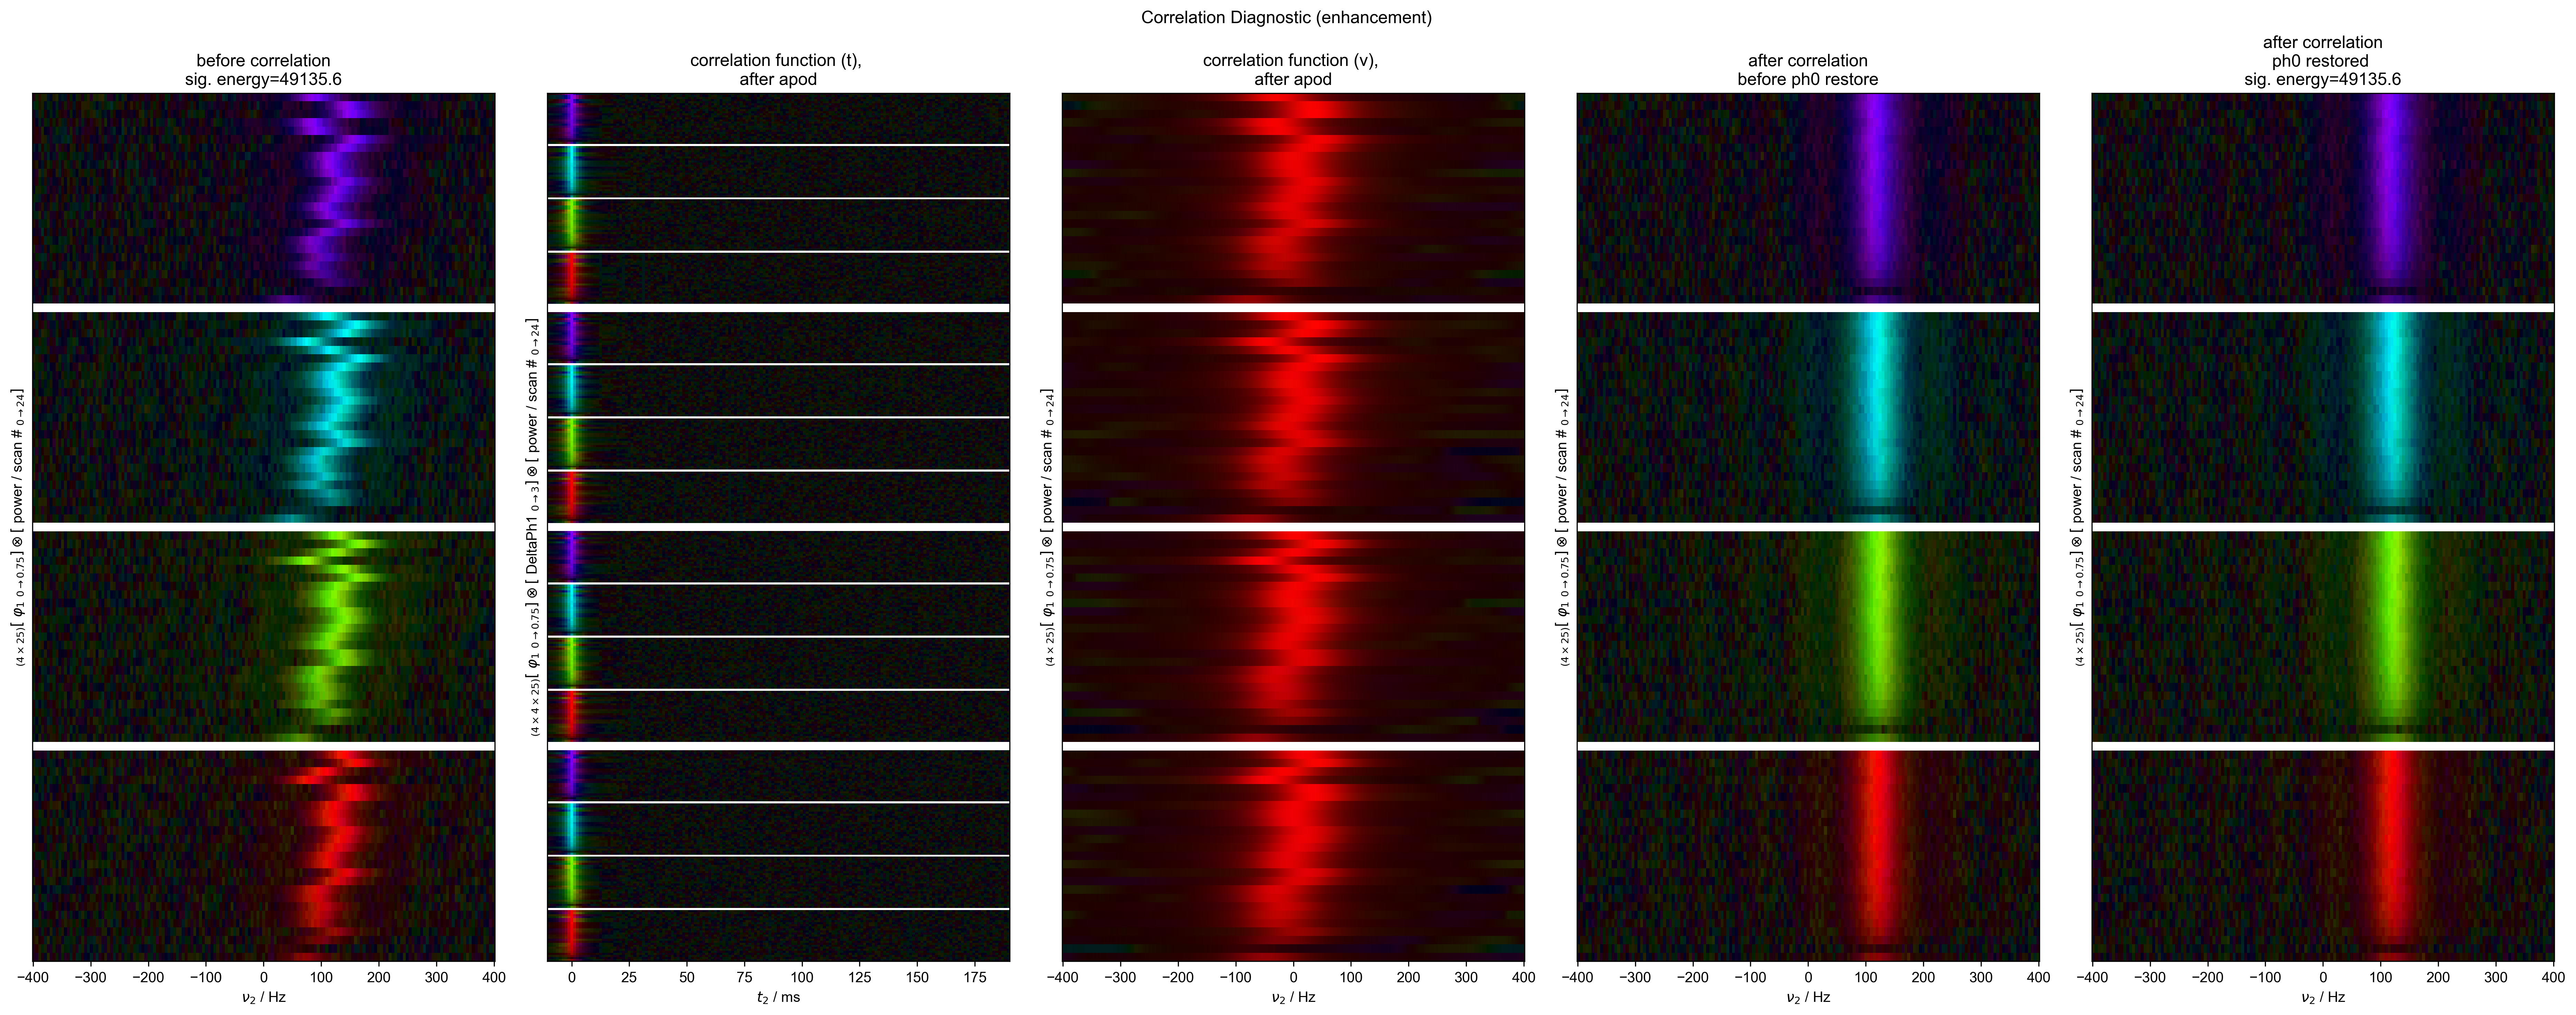 Correlation Diagnostic (enhancement)
before correlation
sig. energy=49135.6
(4 × 25)[ φ1 0→0.75] ⊗ [ power / scan # 0→24]
−400 −300 −200 −100 0 100 200 300 400
ν2 / Hz
correlation function (t),
after apod
(4 × 4 × 25)[ φ1 0→0.75] ⊗ [ DeltaPh1 0→3] ⊗ [ power / scan # 0→24]
0 25 50 75 100 125 150 175
t2 / ms
correlation function (v),
after apod
(4 × 25)[ φ1 0→0.75] ⊗ [ power / scan # 0→24]
−400 −300 −200 −100 0 100 200 300 400
ν2 / Hz
after correlation
before ph0 restore
(4 × 25)[ φ1 0→0.75] ⊗ [ power / scan # 0→24]
−400 −300 −200 −100 0 100 200 300 400
ν2 / Hz
after correlation
ph0 restored
sig. energy=49135.6
(4 × 25)[ φ1 0→0.75] ⊗ [ power / scan # 0→24]
−400 −300 −200 −100 0 100 200 300 400
ν2 / Hz